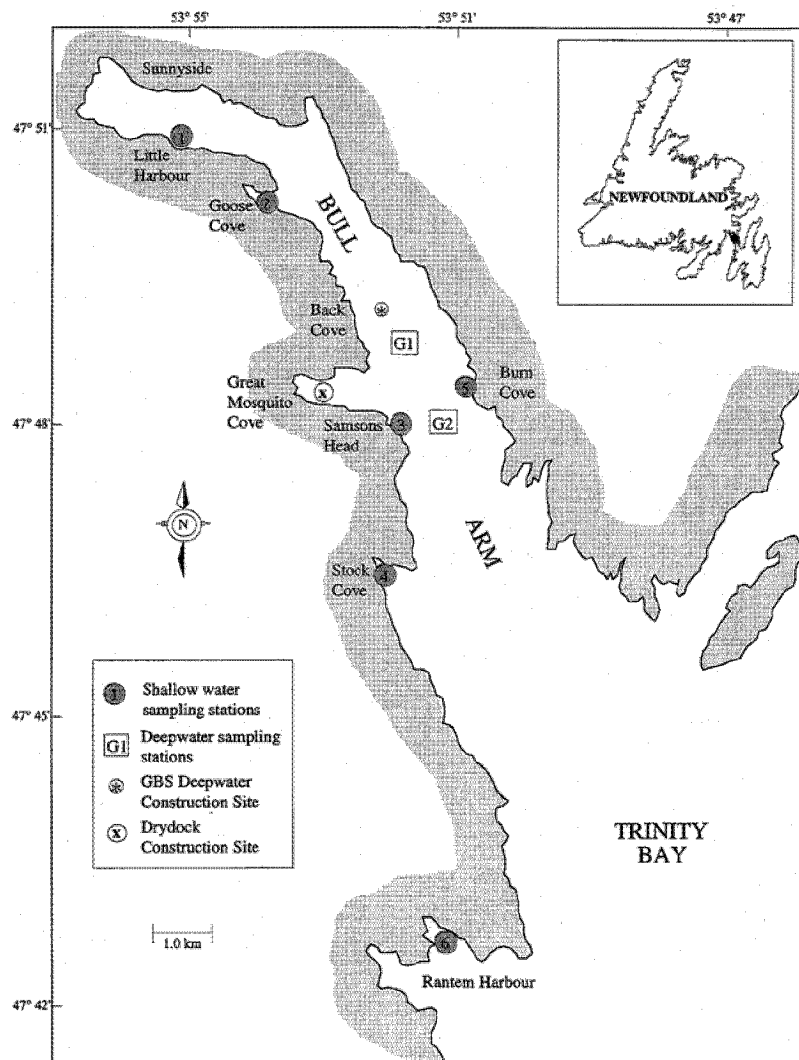 53° 55'
53° 51'
53° 47'
Sunnyside
47° 51'
1
Little
Harbour
NEWFOUNDLAND
Goose
Cove
2
BULL
Back
Cove
G1
Great
Mosquito
Cove
x
5
Burn
Cove
47° 48'
Samsons
Head
3
G2
N
ARM
Stock
Cove
4
1
Shallow water
sampling stations
47° 45'
G1
Deepwater sampling
stations
GBS Deepwater
Construction Site
x
Drydock
Construction Site
TRINITY
BAY
1.0 km
6
Rantem Harbour
47° 42'